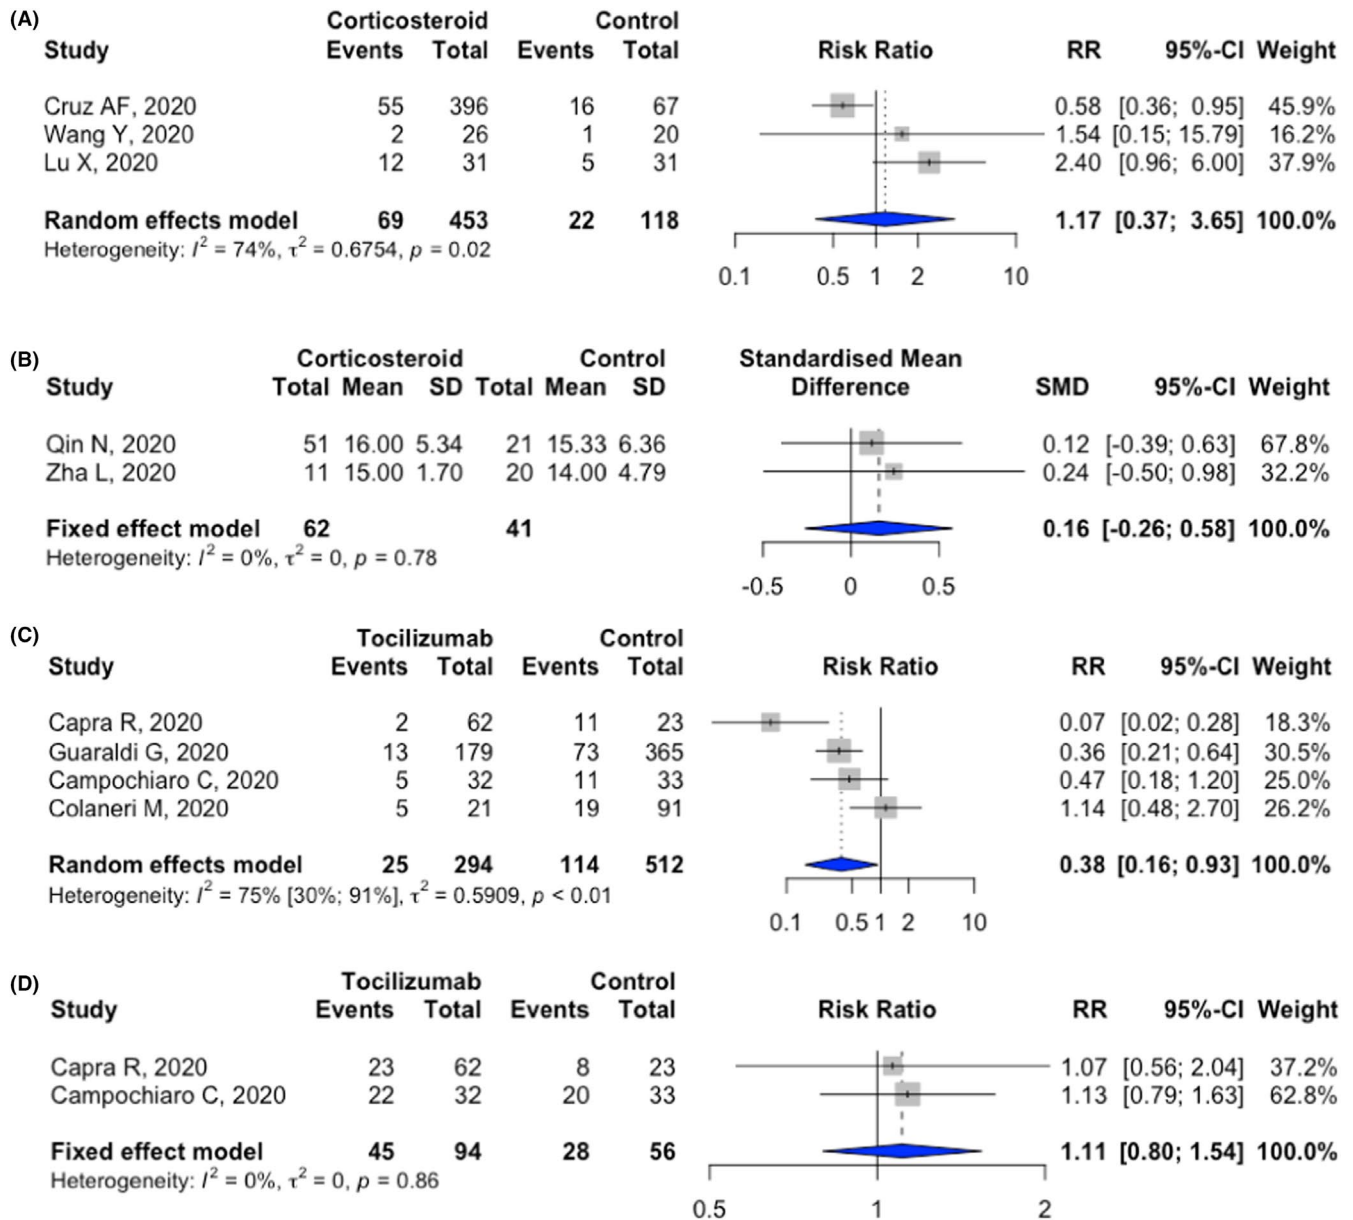 (A)
Corticosteroid Control
Study Events Total Events Total Risk Ratio RR 95%-CI Weight
Cruz AF, 2020 55 396 16 67 0.58 [0.36; 0.95] 45.9%
Wang Y, 2020 2 26 1 20 1.54 [0.15; 15.79] 16.2%
Lu X, 2020 12 31 5 31 2.40 [0.96; 6.00] 37.9%
Random effects model 69 453 22 118 1.17 [0.37; 3.65] 100.0%
Heterogeneity: I² = 74%, τ² = 0.6754, p = 0.02
0.1 0.5 1 2 10
(B)
Corticosteroid Control Standardised Mean
Study Total Mean SD Total Mean SD Difference SMD 95%-CI Weight
Qin N, 2020 51 16.00 5.34 21 15.33 6.36 0.12 [-0.39; 0.63] 67.8%
Zha L, 2020 11 15.00 1.70 20 14.00 4.79 0.24 [-0.50; 0.98] 32.2%
Fixed effect model 62 41 0.16 [-0.26; 0.58] 100.0%
Heterogeneity: I² = 0%, τ² = 0, p = 0.78
-0.5 0 0.5
(C)
Tocilizumab Control
Study Events Total Events Total Risk Ratio RR 95%-CI Weight
Capra R, 2020 2 62 11 23 0.07 [0.02; 0.28] 18.3%
Guaraldi G, 2020 13 179 73 365 0.36 [0.21; 0.64] 30.5%
Campochiaro C, 2020 5 32 11 33 0.47 [0.18; 1.20] 25.0%
Colaneri M, 2020 5 21 19 91 1.14 [0.48; 2.70] 26.2%
Random effects model 25 294 114 512 0.38 [0.16; 0.93] 100.0%
Heterogeneity: I² = 75% [30%; 91%], τ² = 0.5909, p < 0.01
0.1 0.5 1 2 10
(D)
Tocilizumab Control
Study Events Total Events Total Risk Ratio RR 95%-CI Weight
Capra R, 2020 23 62 8 23 1.07 [0.56; 2.04] 37.2%
Campochiaro C, 2020 22 32 20 33 1.13 [0.79; 1.63] 62.8%
Fixed effect model 45 94 28 56 1.11 [0.80; 1.54] 100.0%
Heterogeneity: I² = 0%, τ² = 0, p = 0.86
0.5 1 2